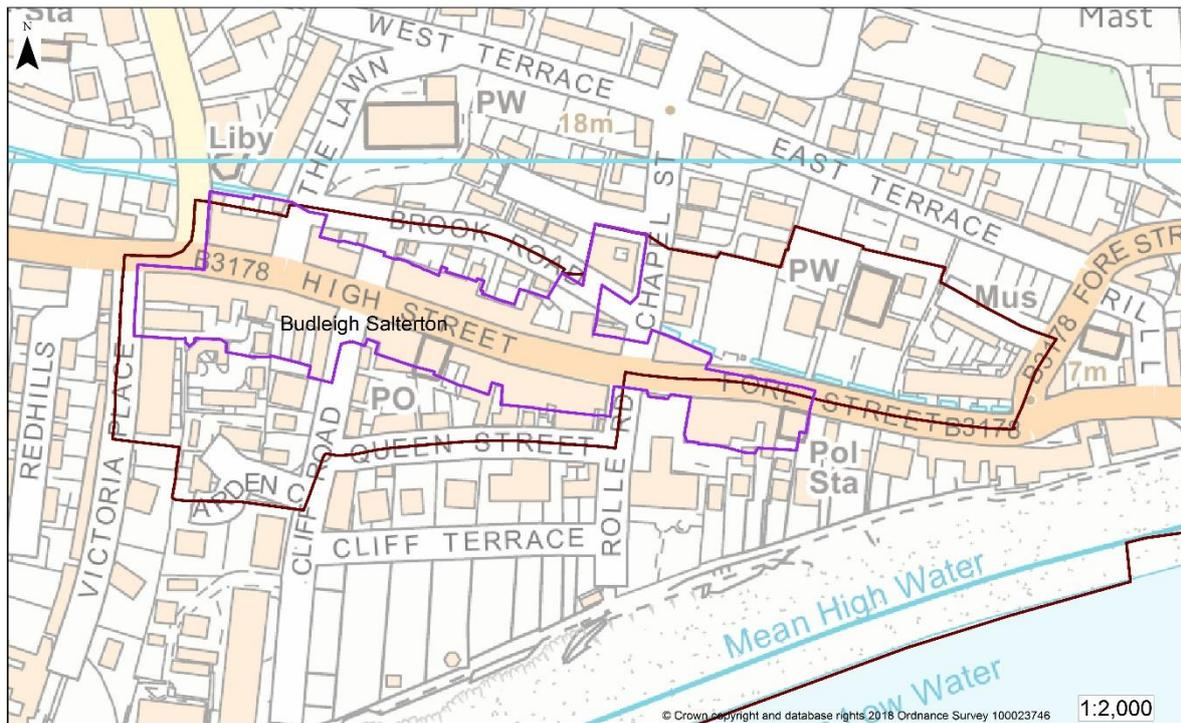 Sta
N
WEST TERRACE
Mast
PW
18m
Liby
THE LAWN
EAST TERRACE
CHAPEL ST
BROOK ROAD
B3178 HIGH STREET
PW
Mus
FORE STR
B3178
RILL
Budleigh Salterton
7m
REDHILLS
VICTORIA PLACE
PO
FORE STREET B3178
QUEEN STREET
ROLLE RD
Pol
Sta
ARDEN C
CLIFF ROAD
CLIFF TERRACE
Mean High Water
Low Water
© Crown copyright and database rights 2018 Ordnance Survey 100023746
1:2,000